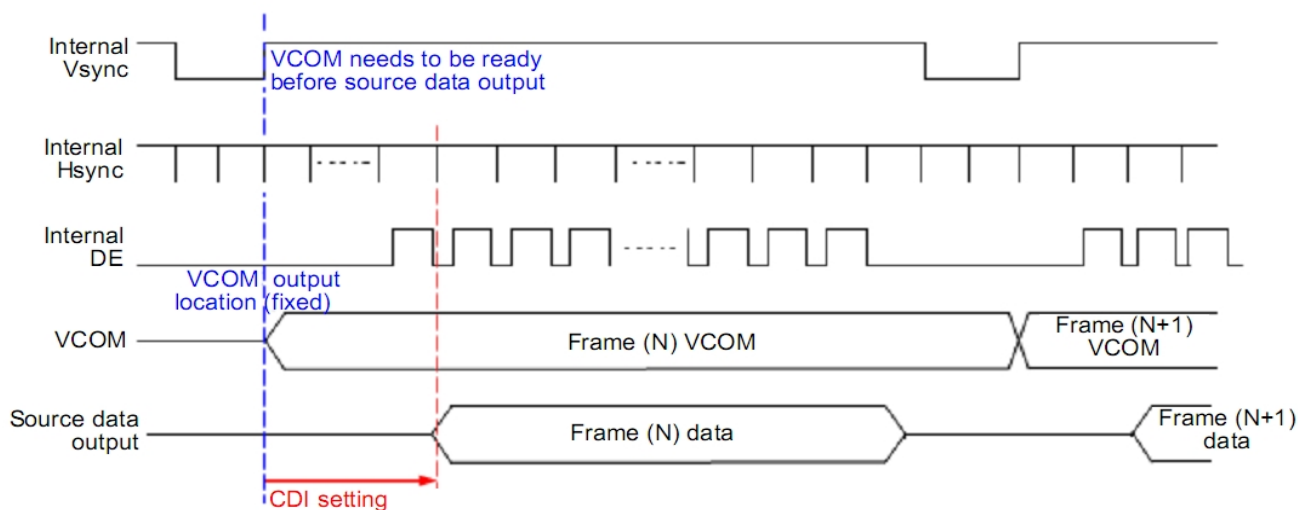 Internal
Vsync
VCOM needs to be ready
before source data output
Internal
Hsync
Internal
DE
VCOM output
location (fixed)
VCOM
Frame (N) VCOM
Frame (N+1)
VCOM
Source data
output
Frame (N) data
Frame (N+1)
data
CDI setting